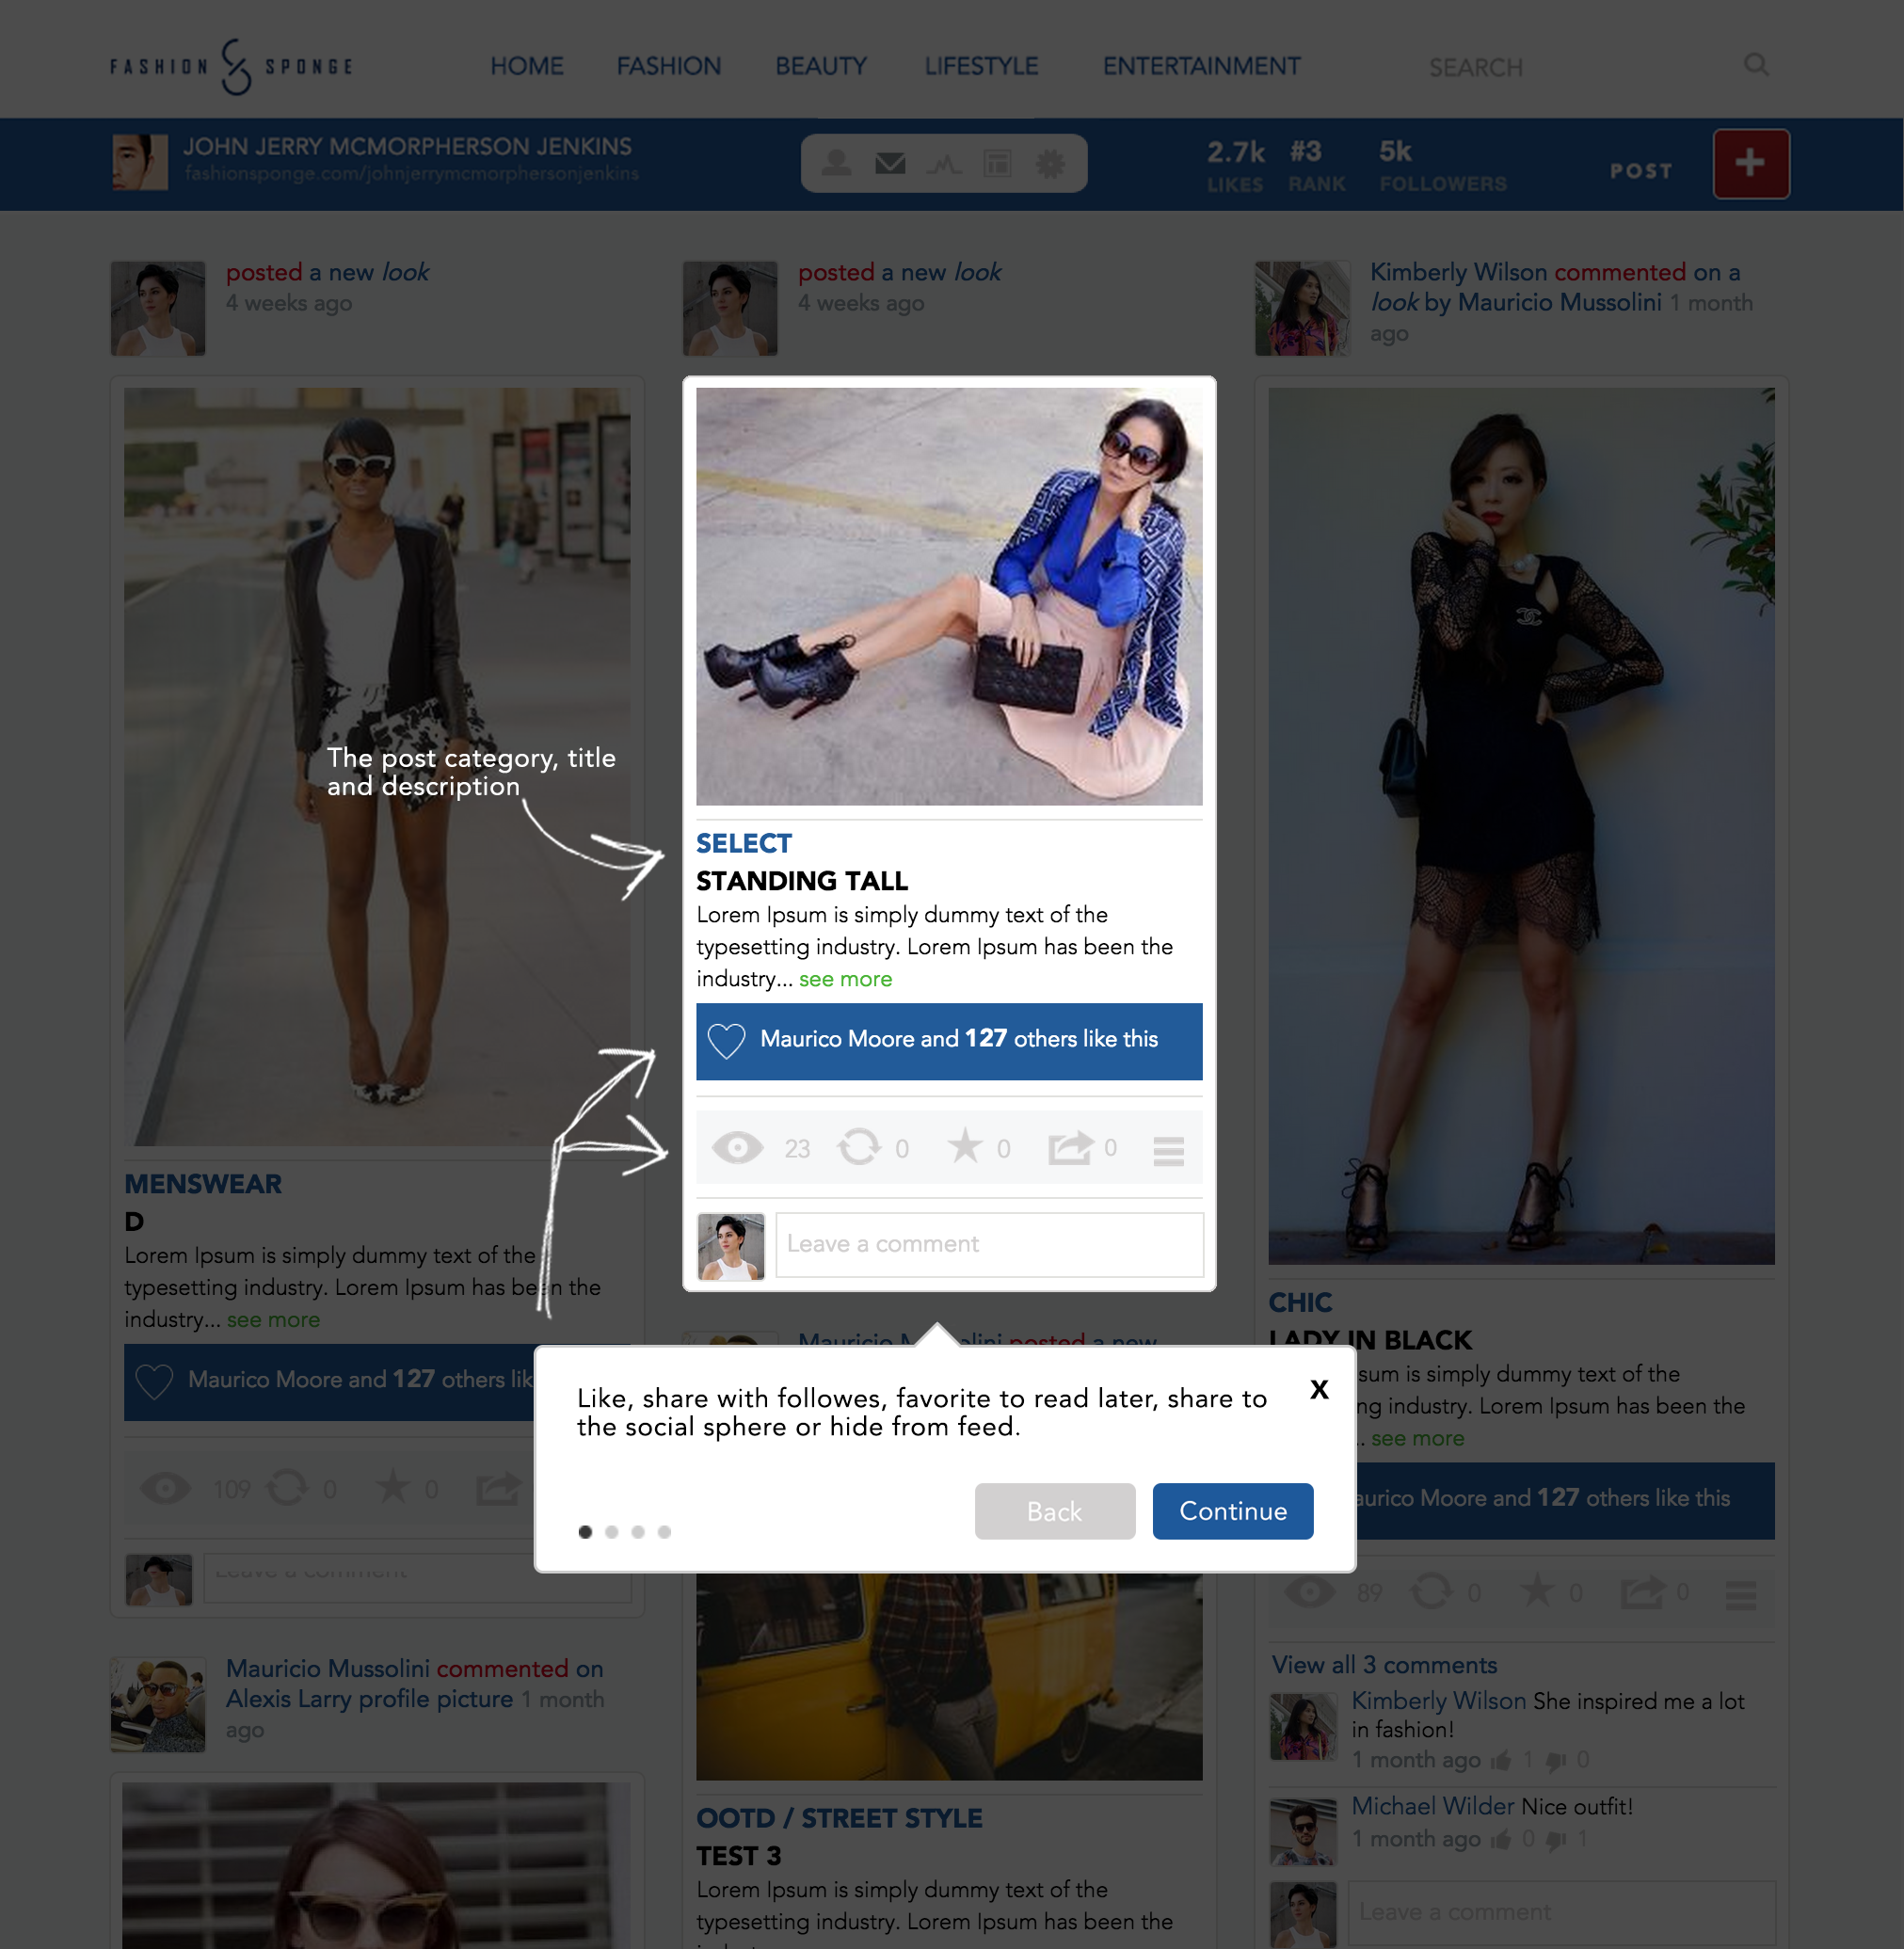 FASHION SPONGE
HOME
FASHION
BEAUTY
LIFESTYLE
ENTERTAINMENT
SEARCH
JOHN JERRY MCMORPHERSON JENKINS
fashionsponge.com/johnjerrymcmorphersonjenkins
2.7k
LIKES
#3
RANK
5k
FOLLOWERS
POST
posted a new look
4 weeks ago
The post category, title
and description
MENSWEAR
D
Lorem Ipsum is simply dummy text of the
typesetting industry. Lorem Ipsum has been the
industry... see more
Maurico Moore and 127 others lik
109
0
0
Leave a comment
Mauricio Mussolini commented on
Alexis Larry profile picture 1 month
ago
posted a new look
4 weeks ago
SELECT
STANDING TALL
Lorem Ipsum is simply dummy text of the
typesetting industry. Lorem Ipsum has been the
industry... see more
Maurico Moore and 127 others like this
23
0
0
0
Leave a comment
Mauricio M solini posted a new
Like, share with followes, favorite to read later, share to
the social sphere or hide from feed.
X
Back
Continue
OOTD / STREET STYLE
TEST 3
Lorem Ipsum is simply dummy text of the
typesetting industry. Lorem Ipsum has been the
Kimberly Wilson commented on a
look by Mauricio Mussolini 1 month
ago
CHIC
LADY IN BLACK
sum is simply dummy text of the
ng industry. Lorem Ipsum has been the
.. see more
aurico Moore and 127 others like this
89
0
0
0
View all 3 comments
Kimberly Wilson She inspired me a lot
in fashion!
1 month ago 1 0
Michael Wilder Nice outfit!
1 month ago 0 1
Leave a comment